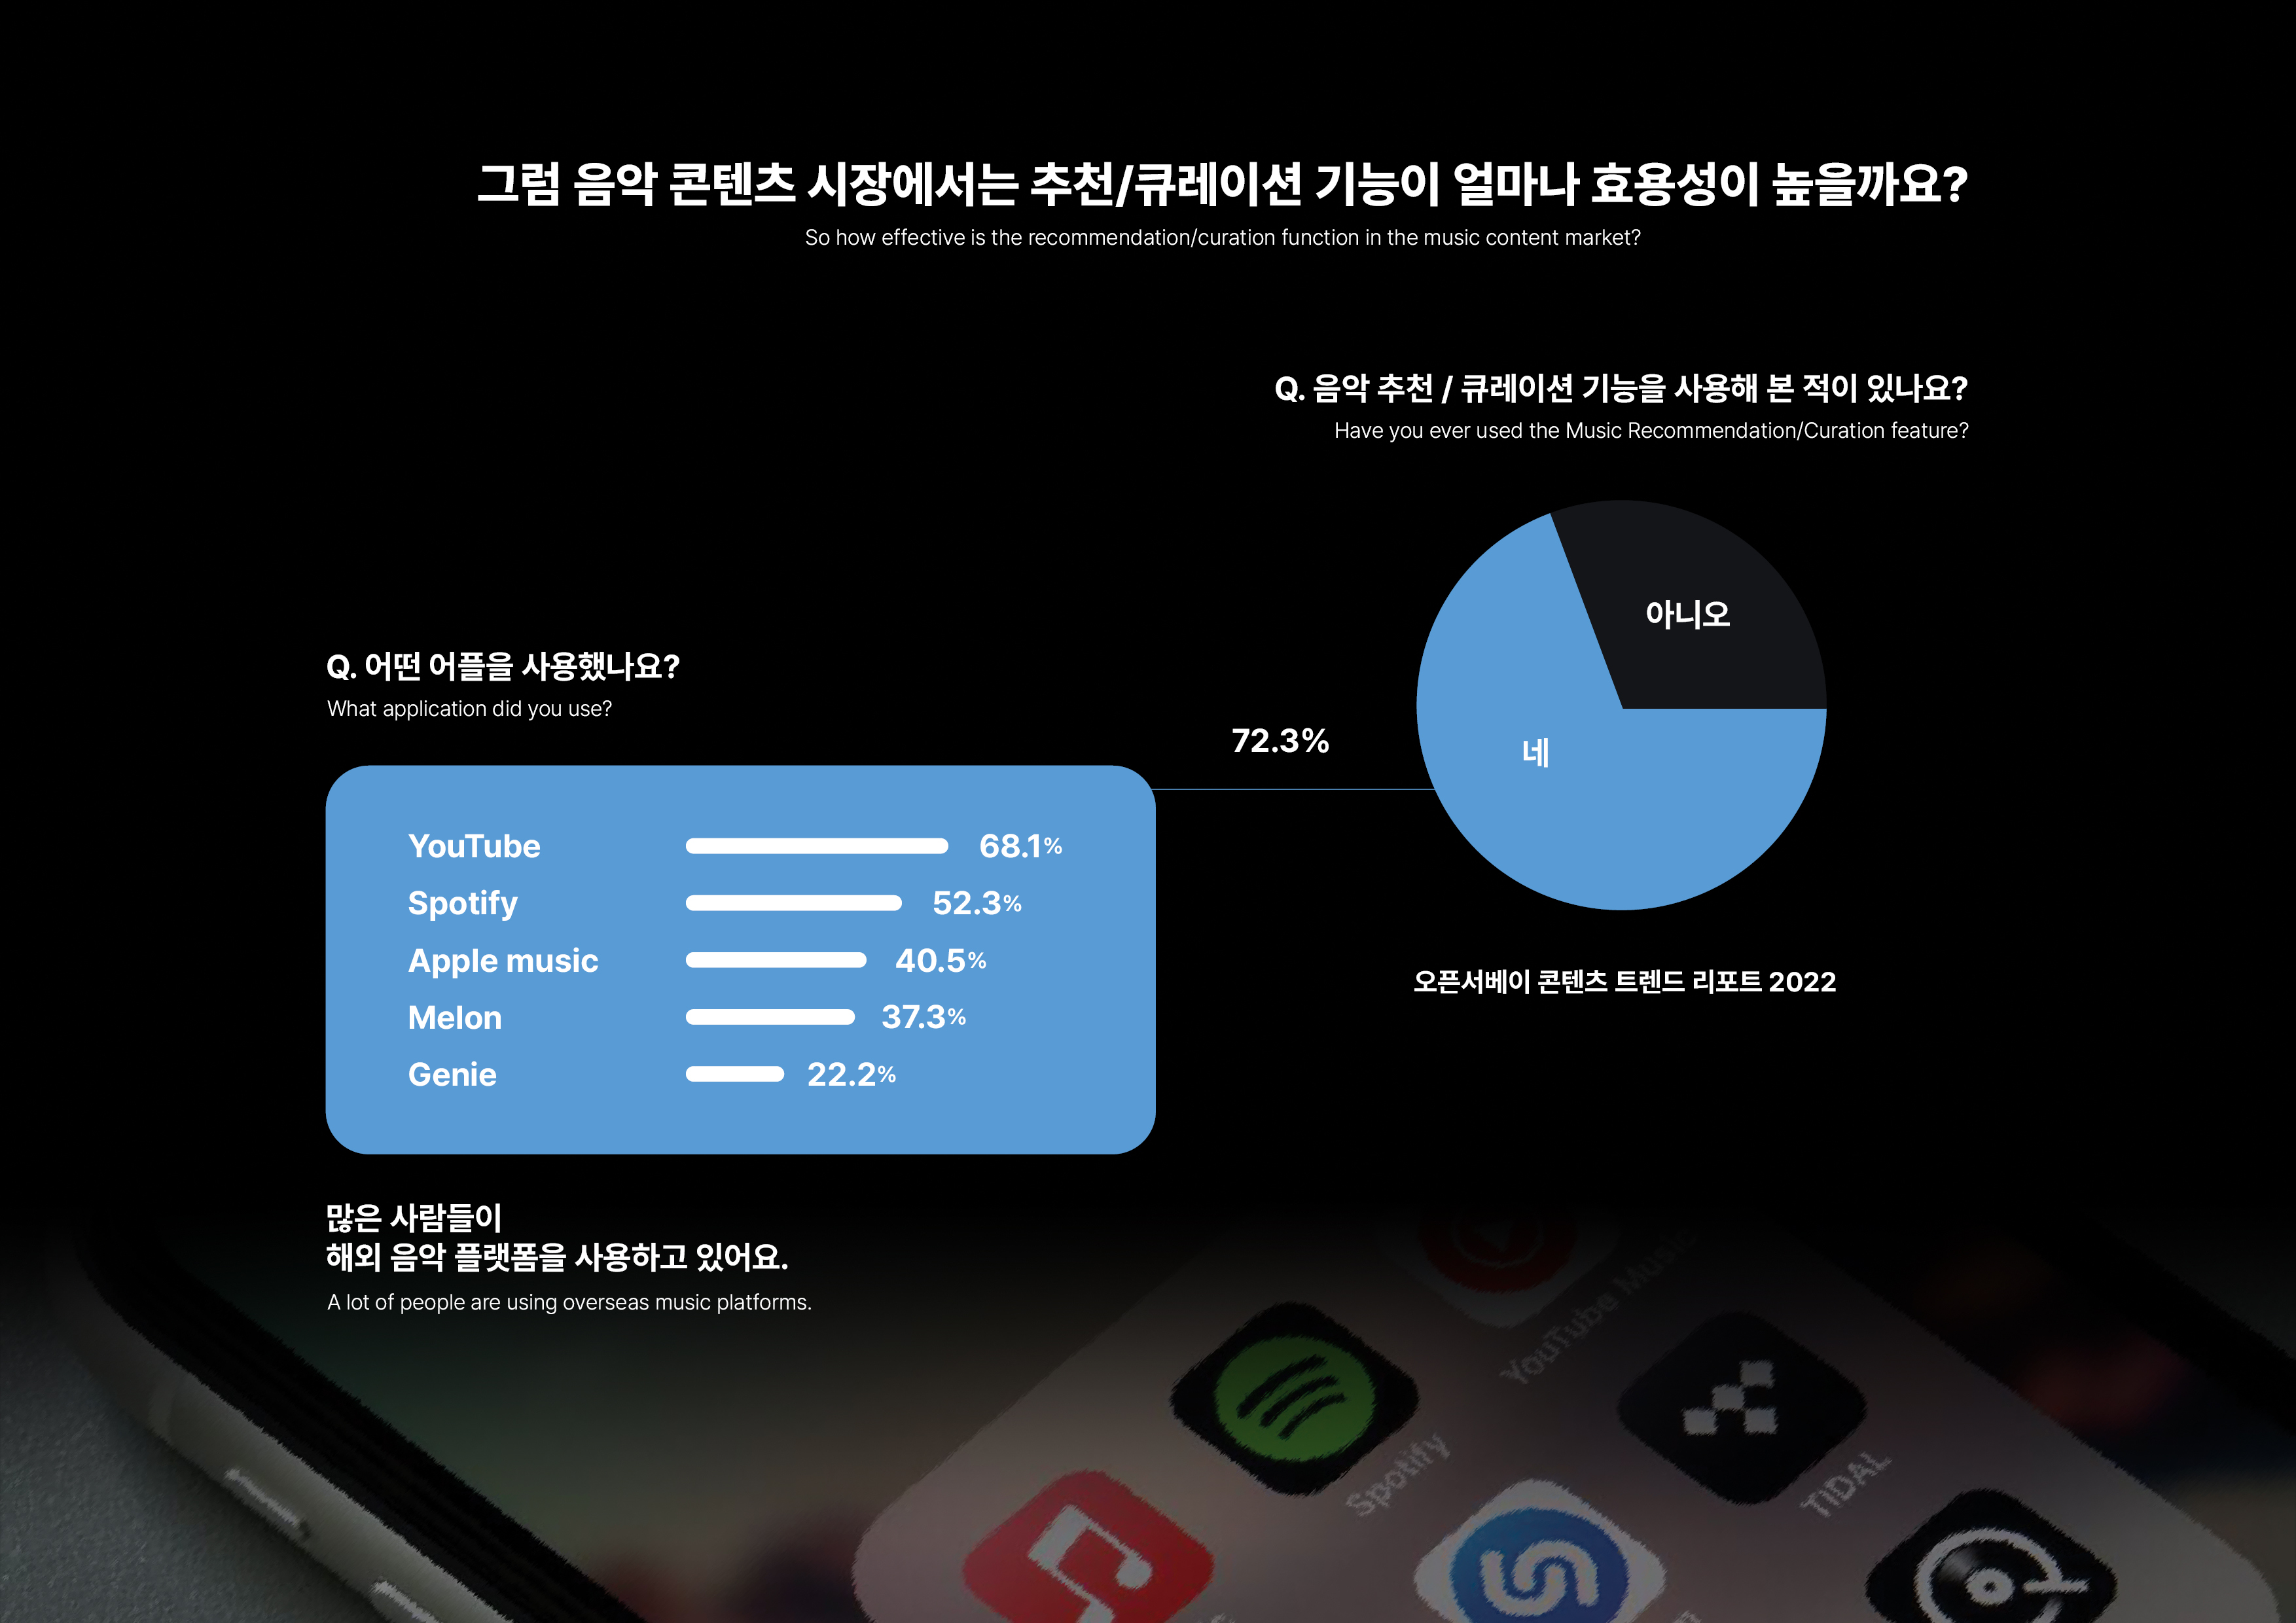 그럼 음악 콘텐츠 시장에서는 추천/큐레이션 기능이 얼마나 효용성이 높을까요?
So how effective is the recommendation/curation function in the music content market?
Q. 음악 추천 / 큐레이션 기능을 사용해 본 적이 있나요?
Have you ever used the Music Recommendation/Curation feature?
아니오
네
72.3%
오픈서베이 콘텐츠 트렌드 리포트 2022
Q. 어떤 어플을 사용했나요?
What application did you use?
YouTube 68.1%
Spotify 52.3%
Apple music 40.5%
Melon 37.3%
Genie 22.2%
많은 사람들이
해외 음악 플랫폼을 사용하고 있어요.
A lot of people are using overseas music platforms.
YouTube Music
Spotify
TIDAL